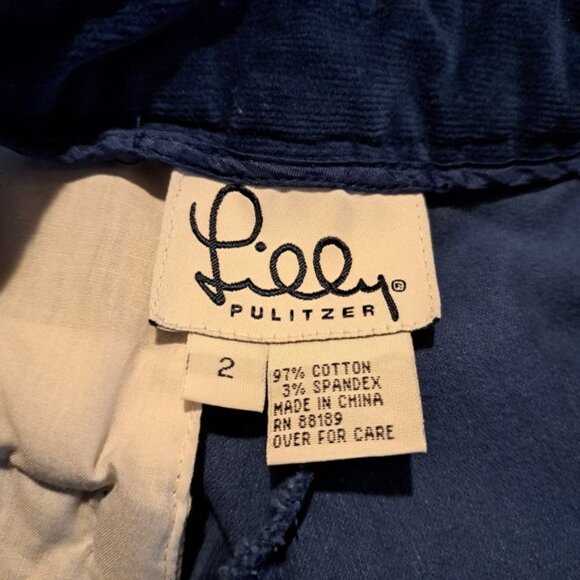 Lilly®
PULITZER
2
97% COTTON
3% SPANDEX
MADE IN CHINA
RN 88189
OVER FOR CARE